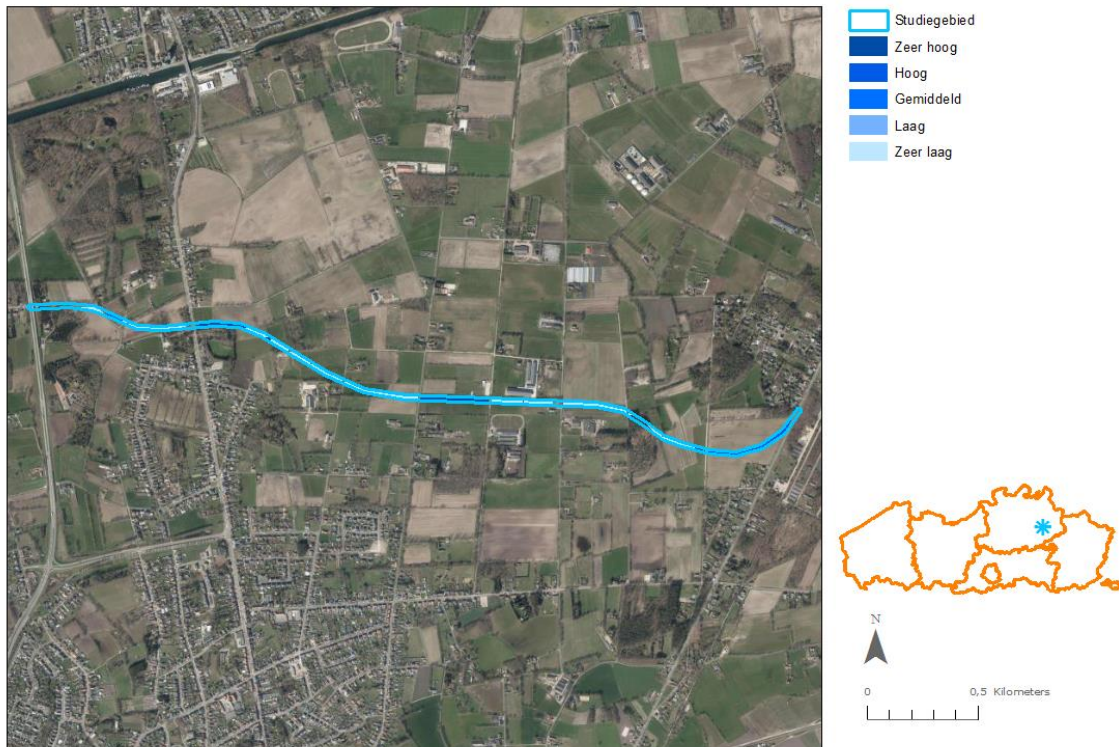 Studiegebied
Zeer hoog
Hoog
Gemiddeld
Laag
Zeer laag
N
0 0,5 Kilometers